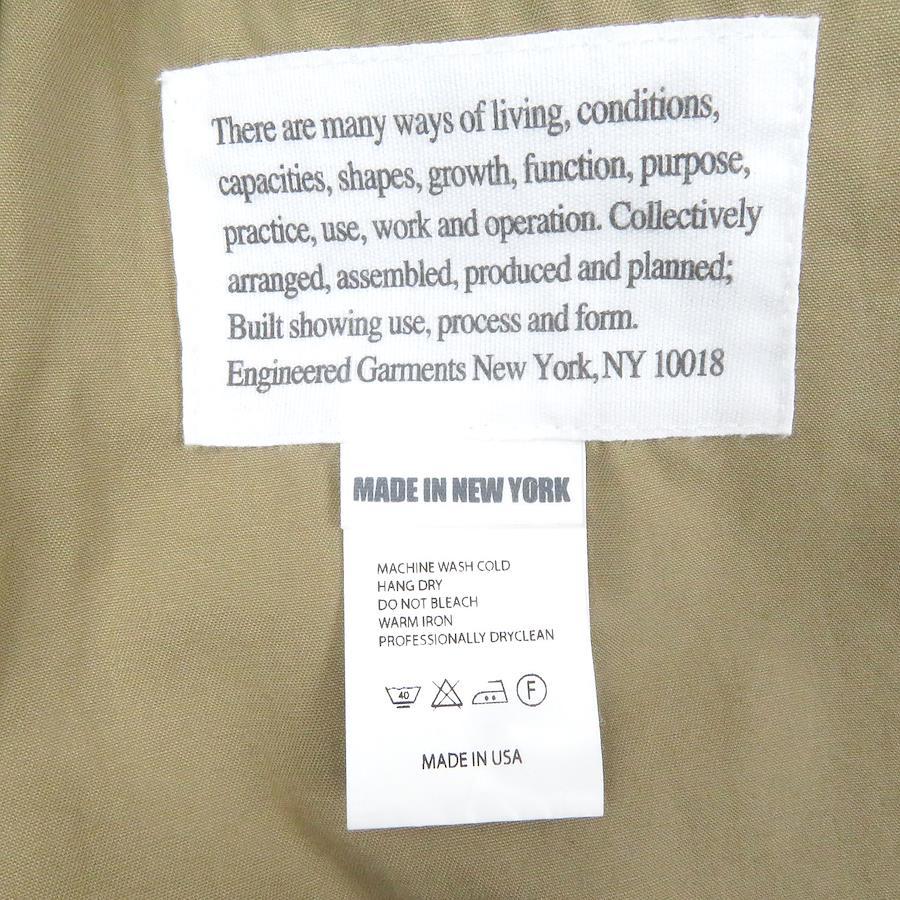 There are many ways of living, conditions,
capacities, shapes, growth, function, purpose,
practice, use, work and operation. Collectively
arranged, assembled, produced and planned;
Built showing use, process and form.
Engineered Garments New York, NY 10018
MADE IN NEW YORK
MACHINE WASH COLD
HANG DRY
DO NOT BLEACH
WARM IRON
PROFESSIONALLY DRYCLEAN
40 F
MADE IN USA